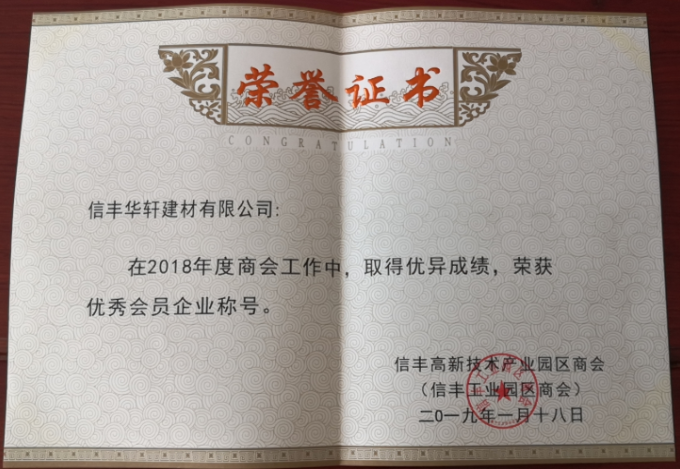 荣誉证书
CONGRATULATION
信丰华轩建材有限公司:
在2018年度商会工作中，取得优异成绩，荣获
优秀会员企业称号。
信丰高新技术产业园区商会
（信丰工业园区商会）
二0一九年一月十八日